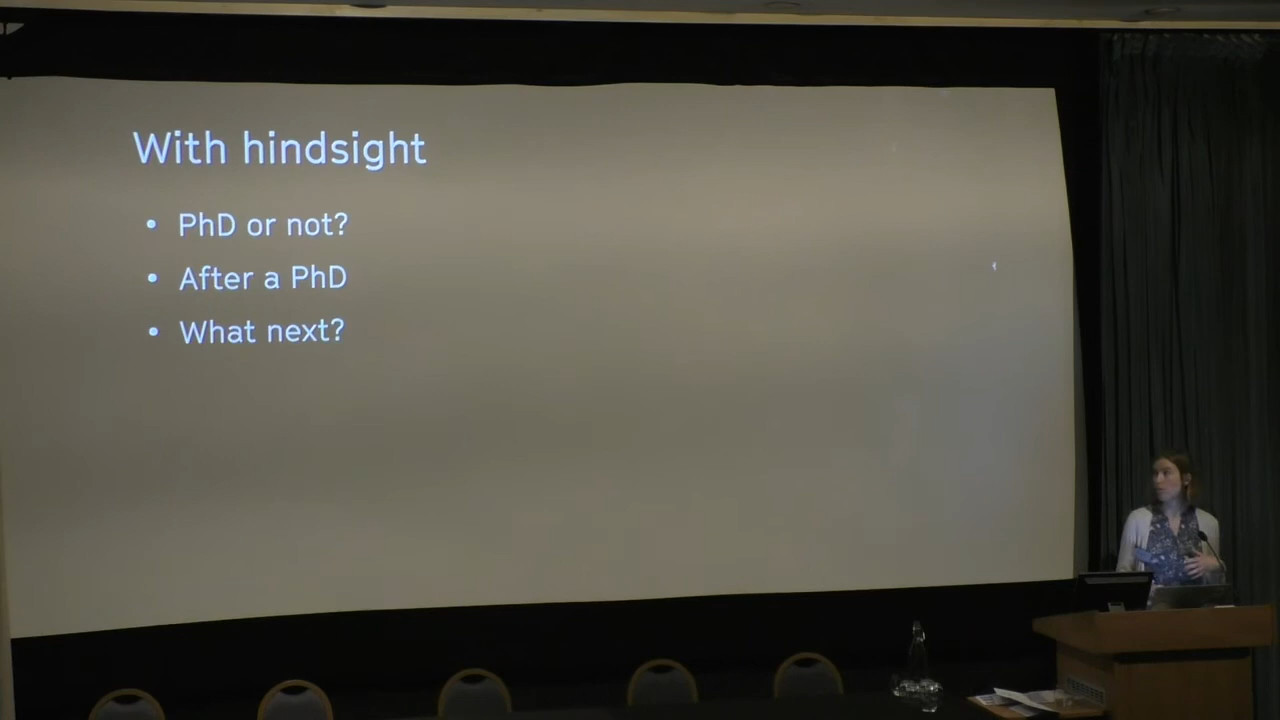 With hindsight
• PhD or not?
• After a PhD
• What next?